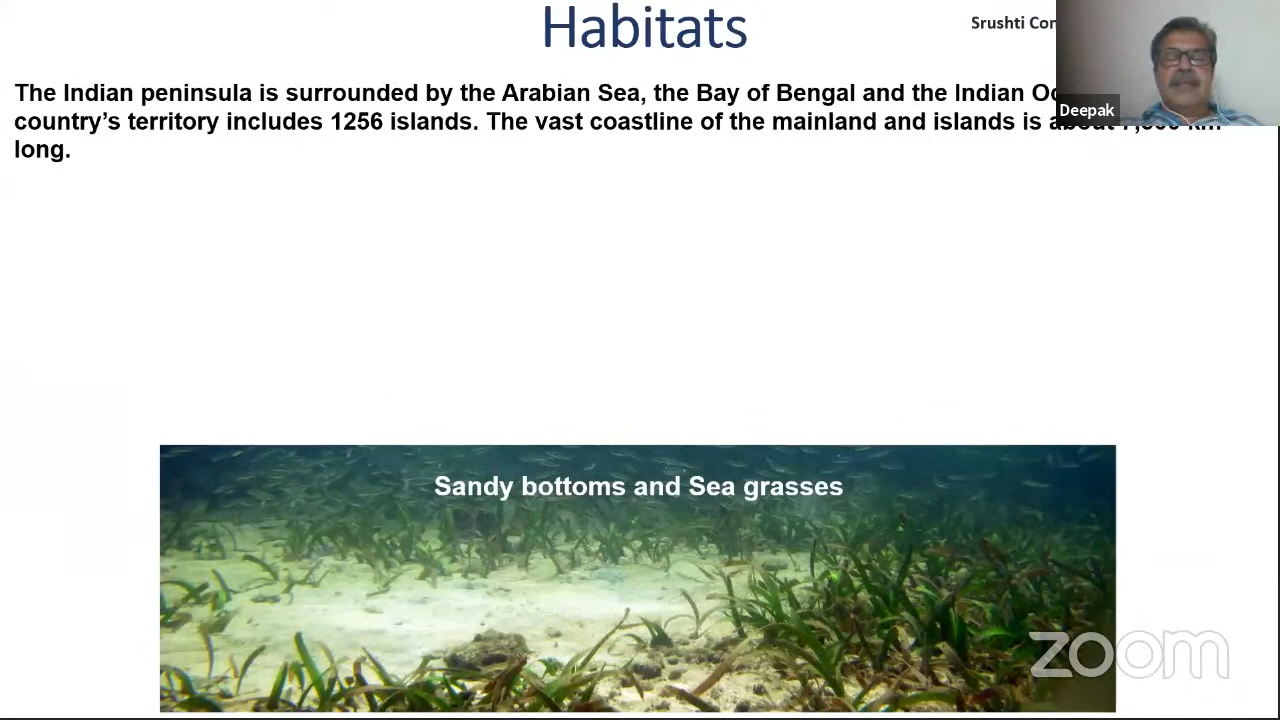 Habitats
Srushti
Deepak
The Indian peninsula is surrounded by the Arabian Sea, the Bay of Bengal and the Indian
country’s territory includes 1256 islands. The vast coastline of the mainland and islands is about km
long.
Sandy bottoms and Sea grasses
zoom